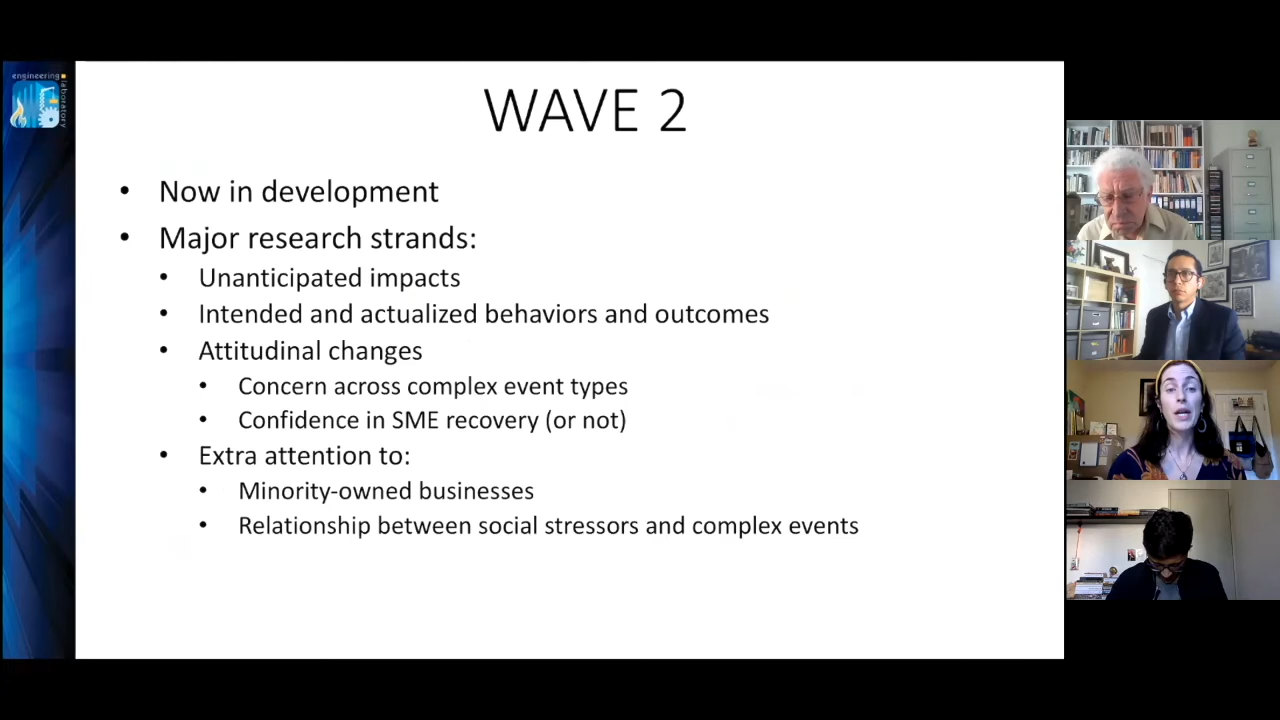 engineering
laboratory
WAVE 2
• Now in development
• Major research strands:
• Unanticipated impacts
• Intended and actualized behaviors and outcomes
• Attitudinal changes
• Concern across complex event types
• Confidence in SME recovery (or not)
• Extra attention to:
• Minority-owned businesses
• Relationship between social stressors and complex events